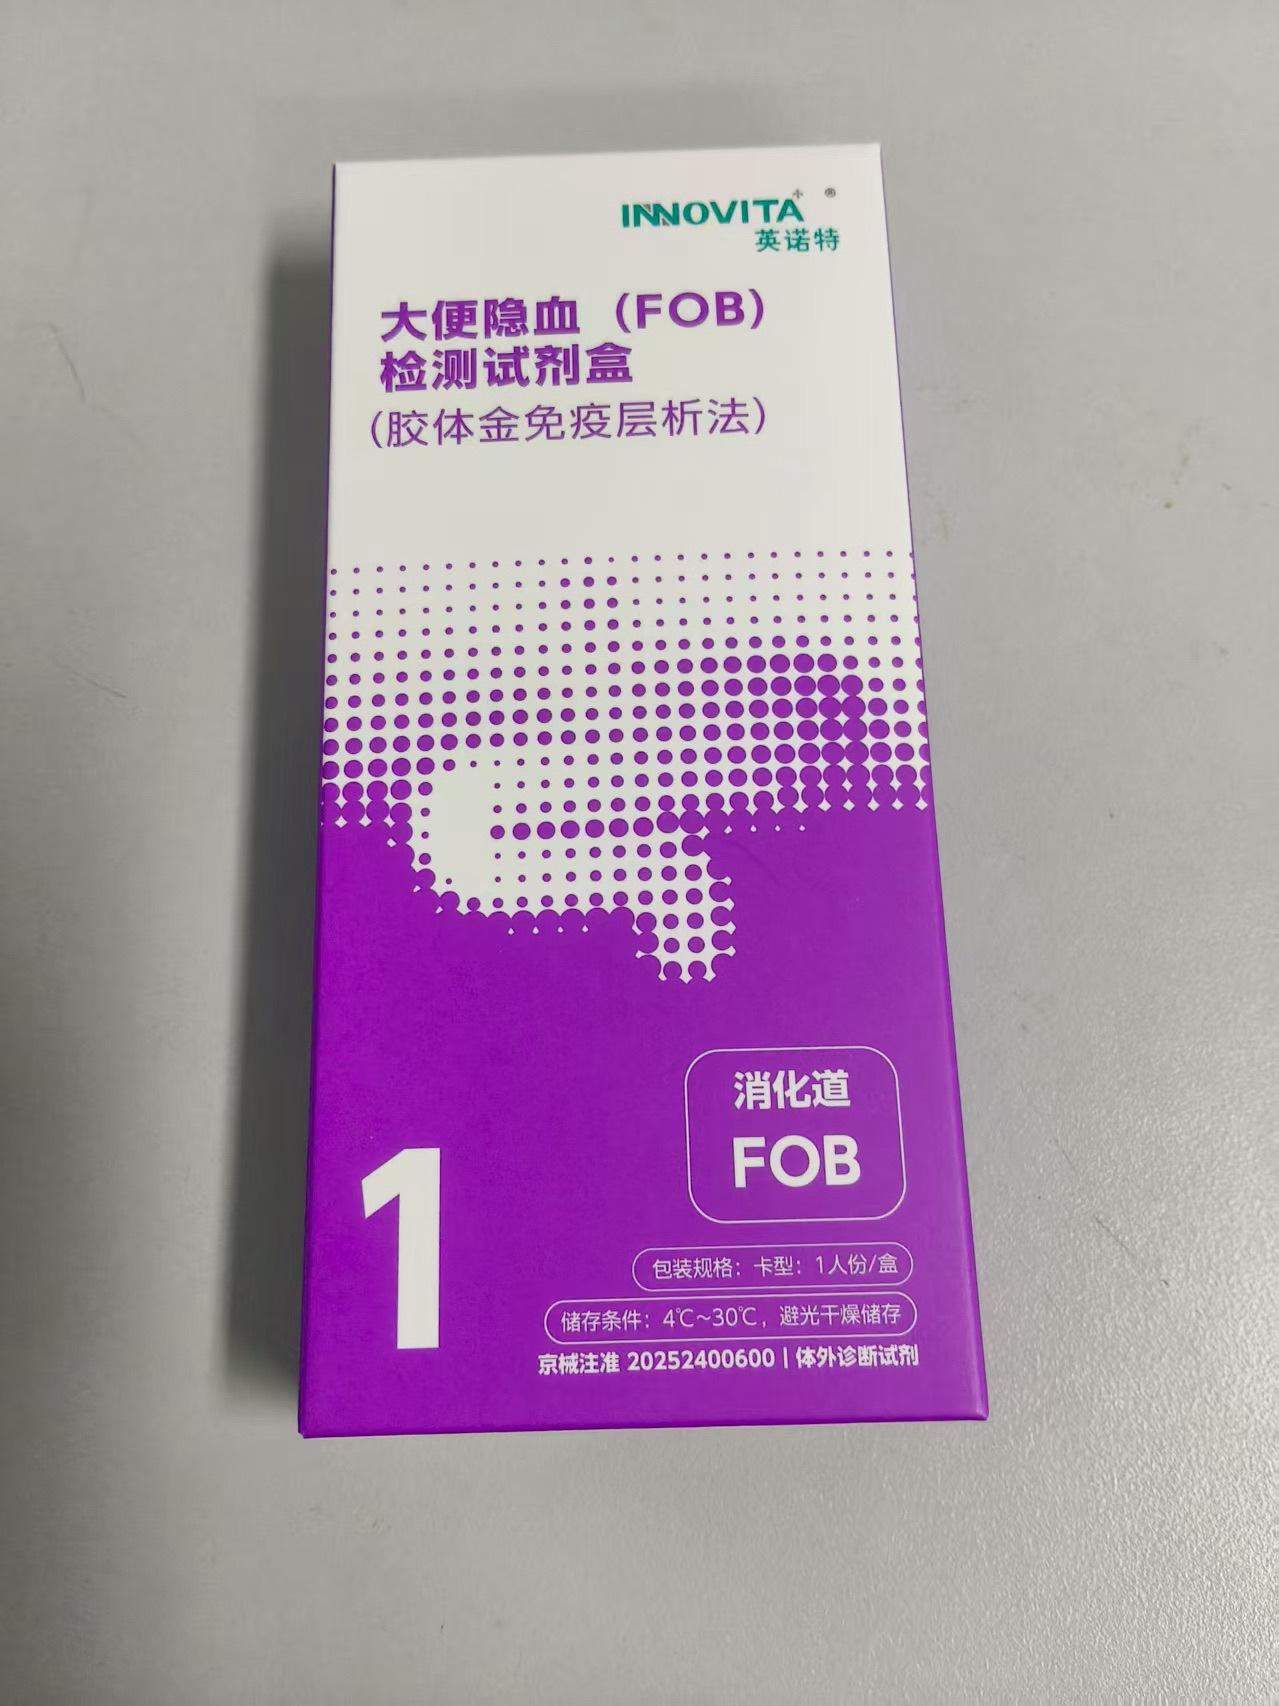 INNOVITA ®
英诺特
大便隐血（FOB）
检测试剂盒
（胶体金免疫层析法）
消化道
FOB
1
包装规格：卡型：1人份/盒
储存条件：4℃~30℃，避光干燥储存
京械注准 20252400600 | 体外诊断试剂